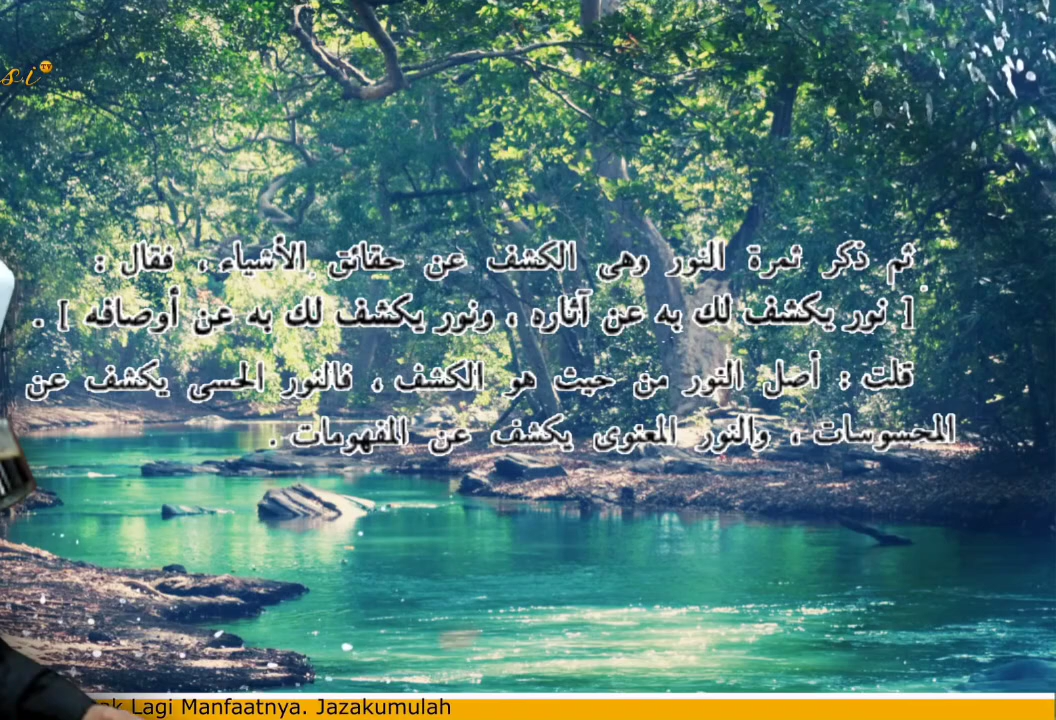 si TV
ثم ذكر ثمرة النور وهى الكشف عن حقائق الأشياء ، فقال :
[ نور يكشف لك به عن آثاره ، ونور يكشف لك به عن أوصافه ] .
قلت : أصل النور من حيث هو الكشف ، فالنور الحسى يكشف عن
المحسوسات ، والنور المعنوى يكشف عن المفهومات .
Lagi Manfaatnya. Jazakumulah